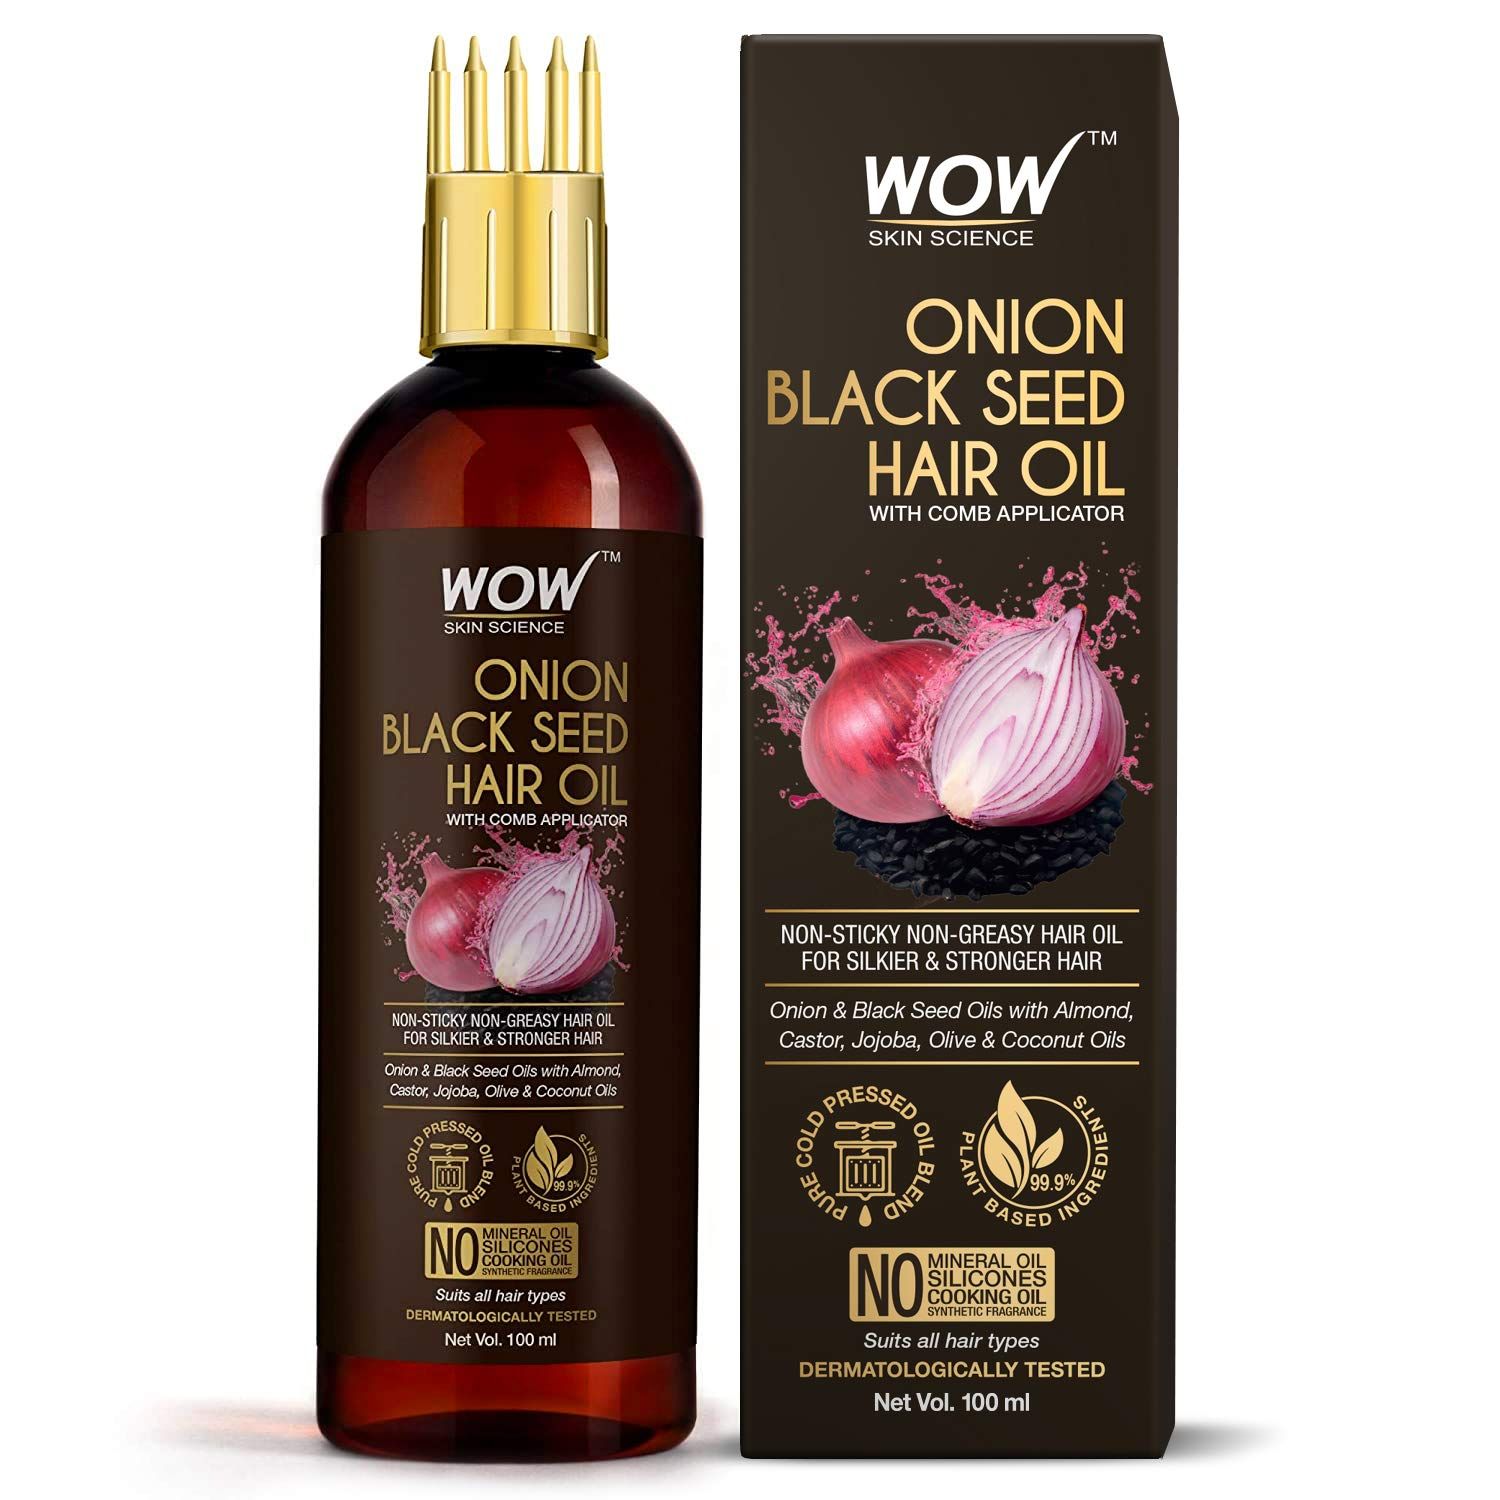 WOW™
SKIN SCIENCE
ONION
BLACK SEED
HAIR OIL
WITH COMB APPLICATOR
NON-STICKY NON-GREASY HAIR OIL
FOR SILKIER & STRONGER HAIR
Onion & Black Seed Oils with Almond,
Castor, Jojoba, Olive & Coconut Oils
PURE COLD PRESSED OIL BLEND
99.9%
PLANT BASED INGREDIENTS
NO MINERAL OIL
SILICONES
COOKING OIL
SYNTHETIC FRAGRANCE
Suits all hair types
DERMATOLOGICALLY TESTED
Net Vol. 100 ml
WOW™
SKIN SCIENCE
ONION
BLACK SEED
HAIR OIL
WITH COMB APPLICATOR
NON-STICKY NON-GREASY HAIR OIL
FOR SILKIER & STRONGER HAIR
Onion & Black Seed Oils with Almond,
Castor, Jojoba, Olive & Coconut Oils
PURE COLD PRESSED OIL BLEND
99.9%
PLANT BASED INGREDIENTS
NO MINERAL OIL
SILICONES
COOKING OIL
SYNTHETIC FRAGRANCE
Suits all hair types
DERMATOLOGICALLY TESTED
Net Vol. 100 ml